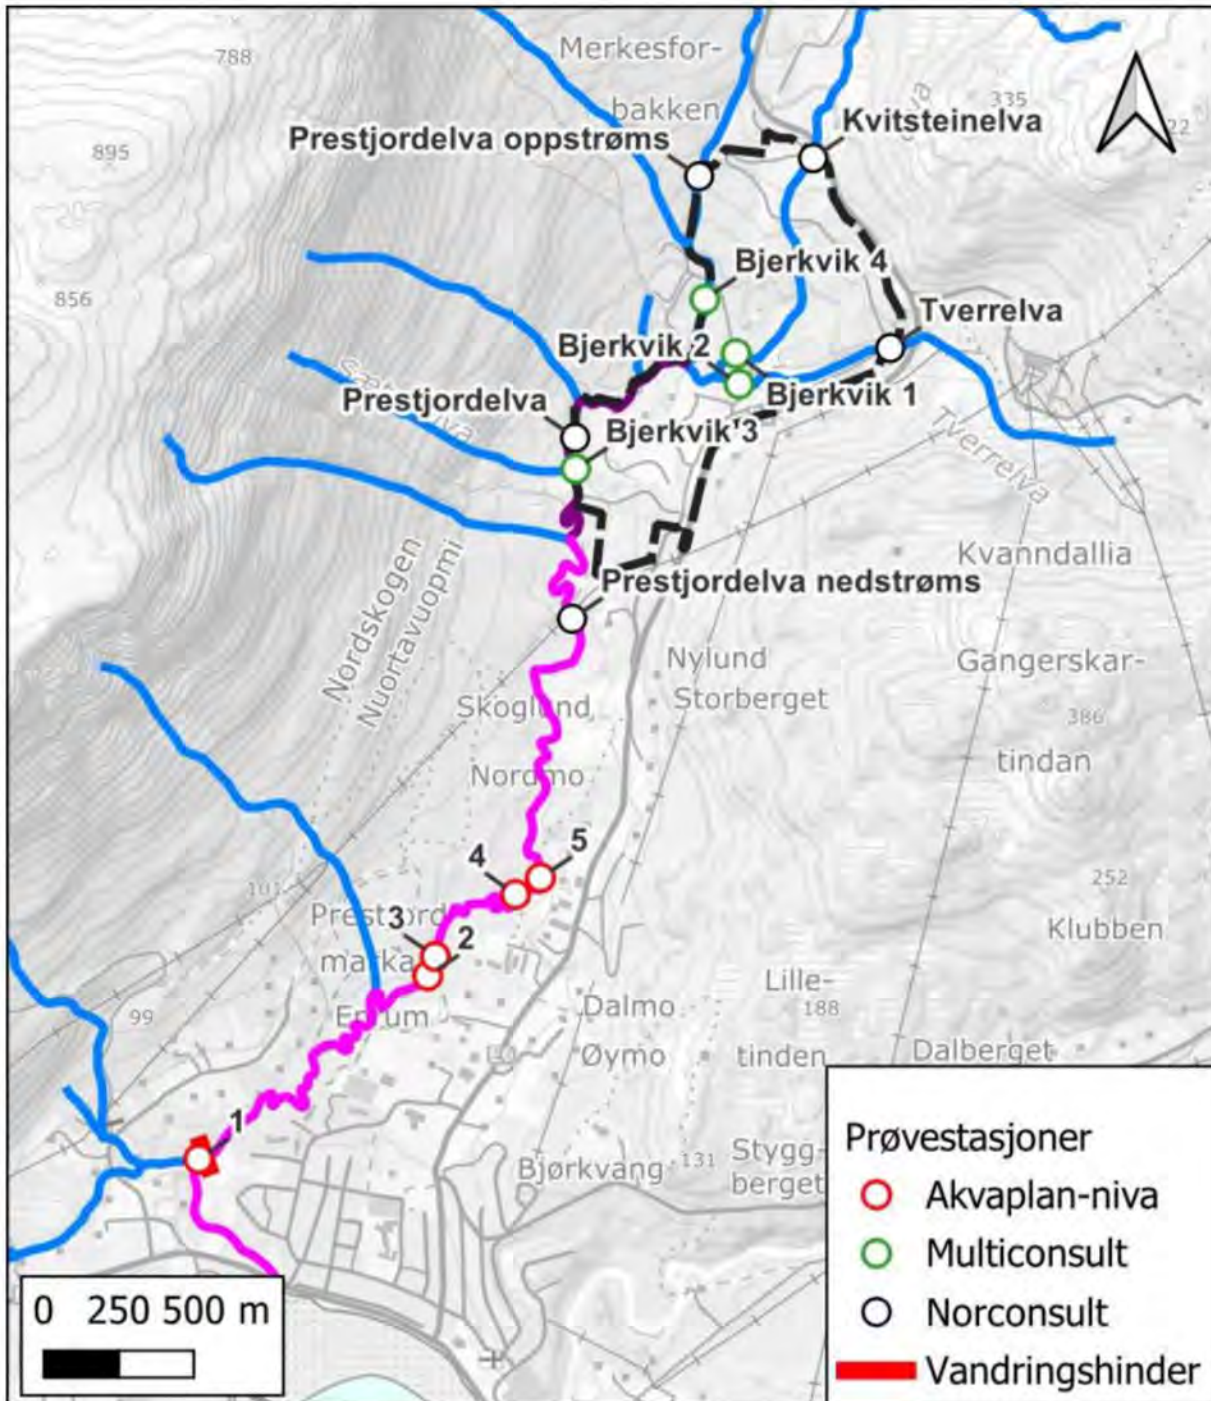 Merkesfor-
788
bakken
335
Kvitsteinelva
Prestjordelva oppstrøms
22
895
Bjerkvik 4
856
Tverrelva
Bjerkvik 2
Bjerkvik 1
Prestjordelva
Bjerkvik 3
Tverrelva
Kvanndallia
Nordskogen
Nuortavuopmi
Prestjordelva nedstrøms
Nylund
Storberget
Gangerskar-
386
tindan
Skoglund
Nordmo
5
4
252
Klubben
101
3
2
marka
Lille-
188
tinden
99
Dalmo
Øymo
Dalberget
1
Bjørkvang
131
Stygg-
berget
Prøvestasjoner
Akvaplan-niva
Multiconsult
Norconsult
Vandringshinder
0 250 500 m